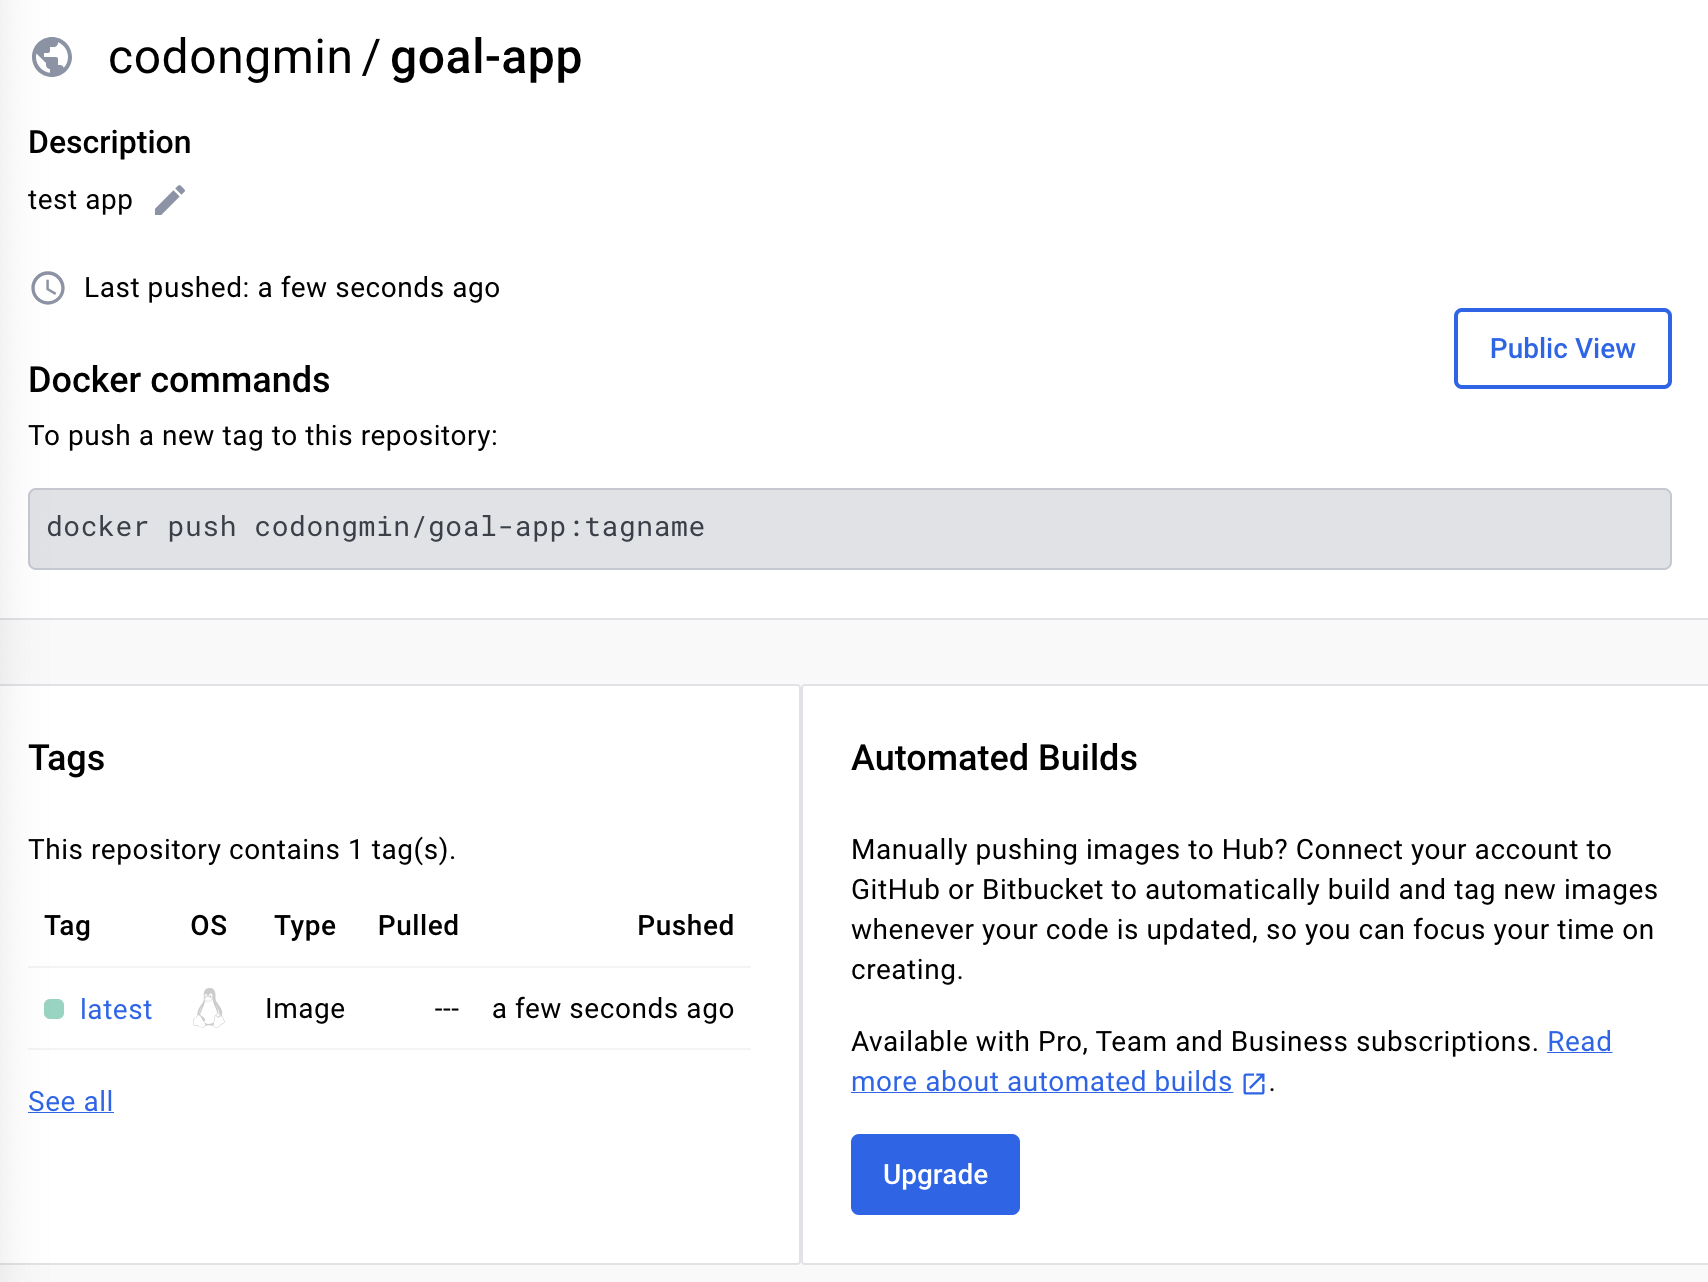 codongmin / goal-app
Description
test app
Last pushed: a few seconds ago
Public View
Docker commands
To push a new tag to this repository:
docker push codongmin/goal-app:tagname
Tags
This repository contains 1 tag(s).
Tag OS Type Pulled Pushed
latest Image --- a few seconds ago
See all
Automated Builds
Manually pushing images to Hub? Connect your account to
GitHub or Bitbucket to automatically build and tag new images
whenever your code is updated, so you can focus your time on
creating.
Available with Pro, Team and Business subscriptions. Read
more about automated builds .
Upgrade